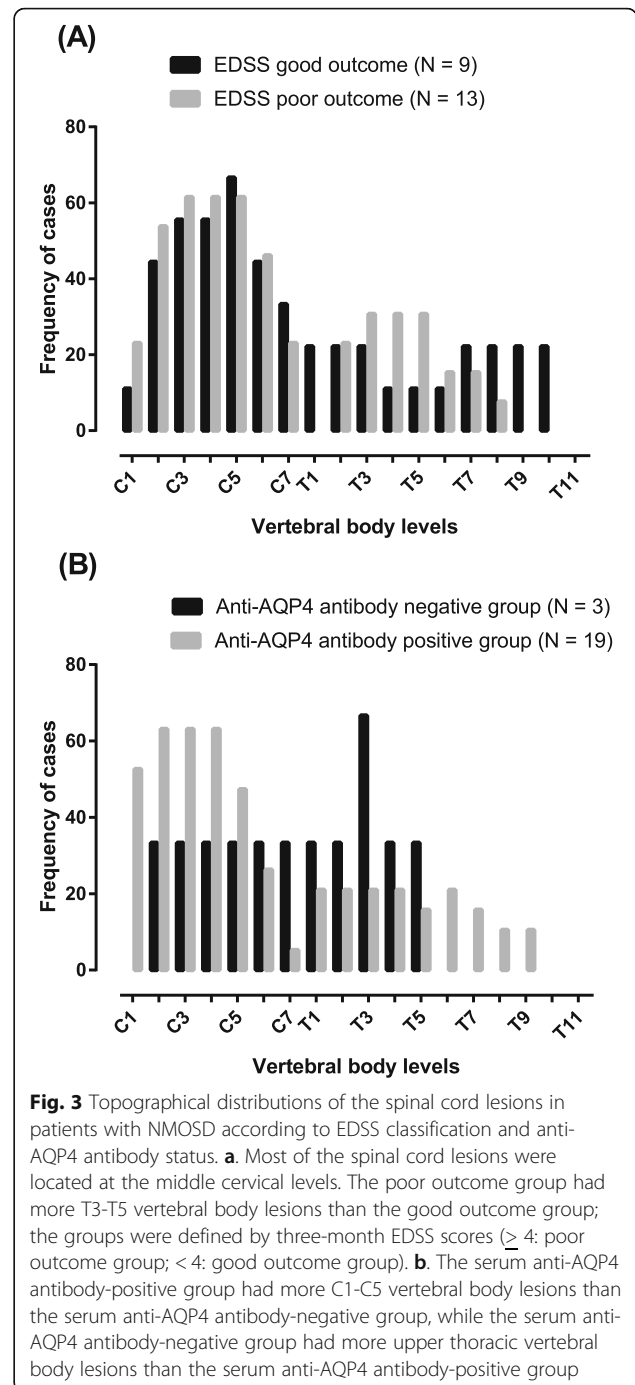 (A)
EDSS good outcome (N = 9)
EDSS poor outcome (N = 13)
80
60
40
20
0
Frequency of cases
C1 C3 C5 C7 T1 T3 T5 T7 T9 T11
Vertebral body levels
(B)
Anti-AQP4 antibody negative group (N = 3)
Anti-AQP4 antibody positive group (N = 19)
80
60
40
20
0
Frequency of cases
C1 C3 C5 C7 T1 T3 T5 T7 T9 T11
Vertebral body levels
Fig. 3 Topographical distributions of the spinal cord lesions in
patients with NMOSD according to EDSS classification and anti-
AQP4 antibody status. a. Most of the spinal cord lesions were
located at the middle cervical levels. The poor outcome group had
more T3-T5 vertebral body lesions than the good outcome group;
the groups were defined by three-month EDSS scores (≥ 4: poor
outcome group; < 4: good outcome group). b. The serum anti-AQP4
antibody-positive group had more C1-C5 vertebral body lesions than
the serum anti-AQP4 antibody-negative group, while the serum anti-
AQP4 antibody-negative group had more upper thoracic vertebral
body lesions than the serum anti-AQP4 antibody-positive group